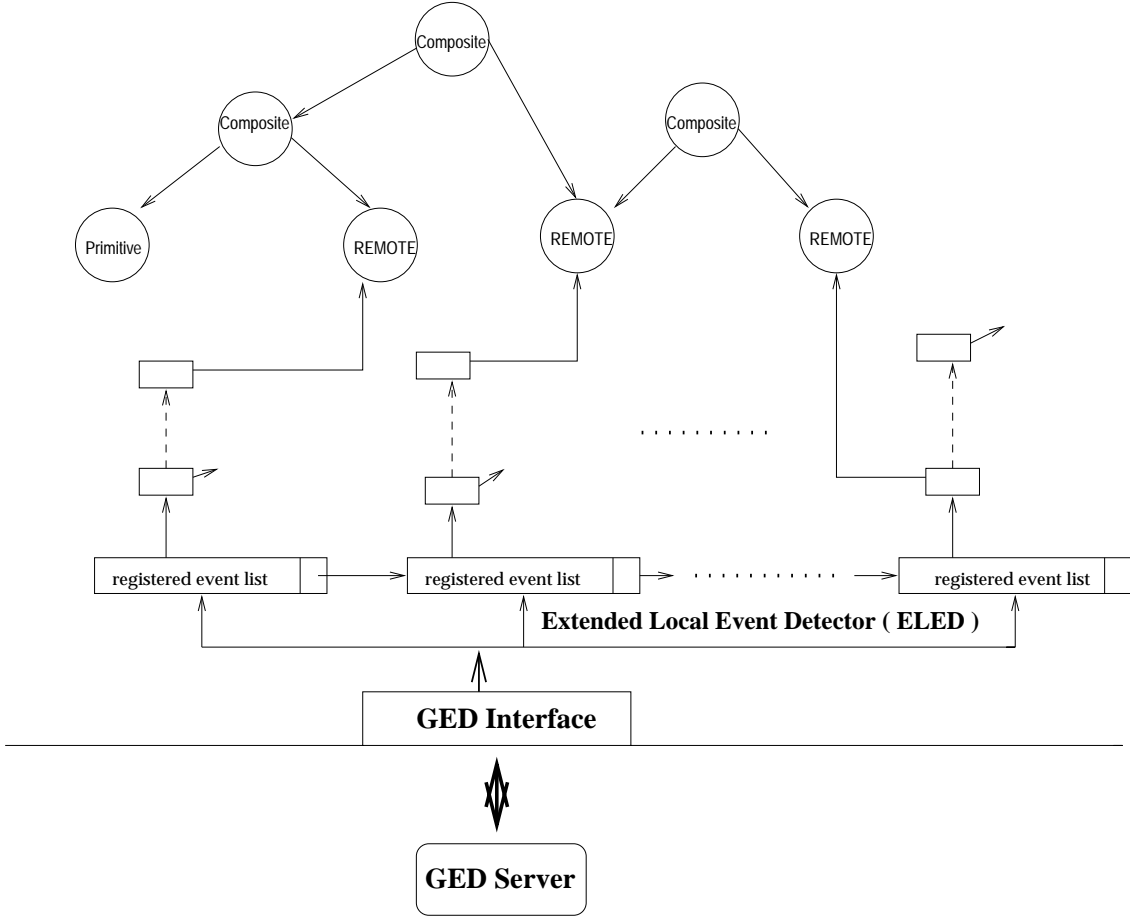 Composite
Composite
Composite
Primitive
REMOTE
REMOTE
REMOTE
registered event list
registered event list
registered event list
Extended Local Event Detector ( ELED )
GED Interface
GED Server